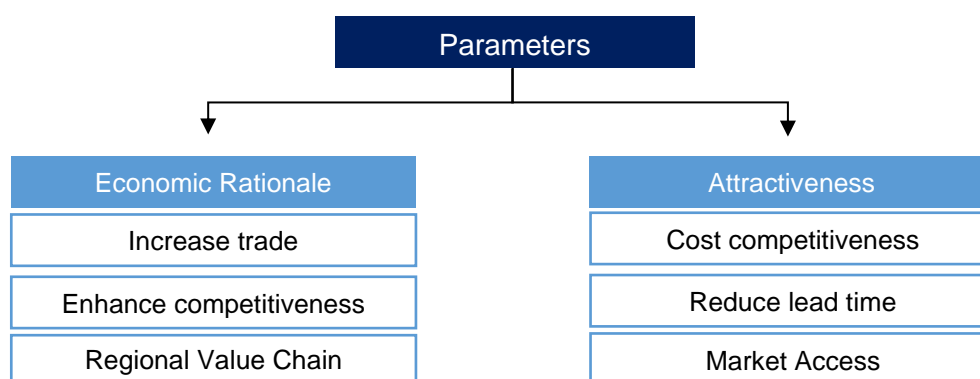 Parameters
Economic Rationale
Increase trade
Enhance competitiveness
Regional Value Chain
Attractiveness
Cost competitiveness
Reduce lead time
Market Access